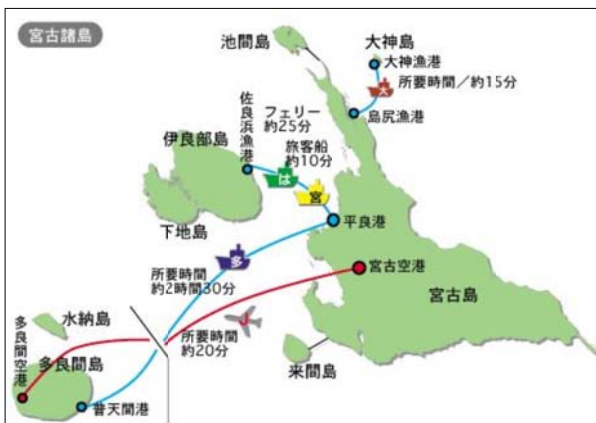 宮古諸島
池間島
大神島
大神漁港
所要時間／約15分
大
島尻漁港
佐良浜漁港
フェリー
約25分
伊良部島
旅客船
約10分
は
宮
下地島
平良港
多
宮古空港
所要時間
約2時間30分
宮古島
水納島
J
所要時間
約20分
多良間空港
多良間島
来間島
普天間港